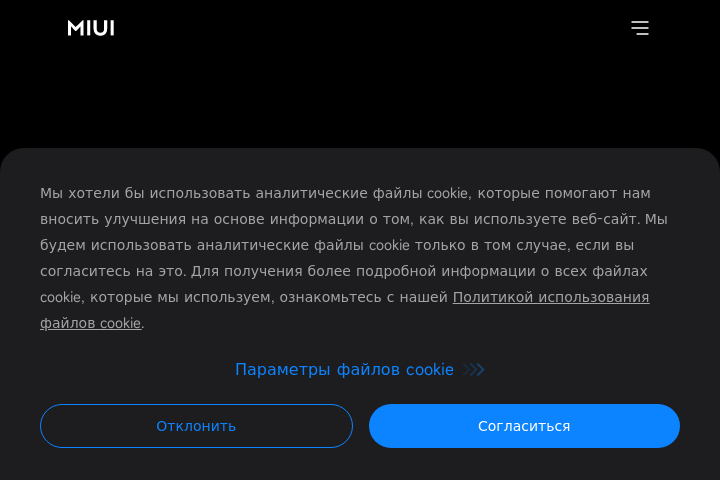 MIUI
Мы хотели бы использовать аналитические файлы cookie, которые помогают нам
вносить улучшения на основе информации о том, как вы используете веб-сайт. Мы
будем использовать аналитические файлы cookie только в том случае, если вы
согласитесь на это. Для получения более подробной информации о всех файлах
cookie, которые мы используем, ознакомьтесь с нашей Политикой использования
файлов cookie.
Параметры файлов cookie
Отклонить
Согласиться